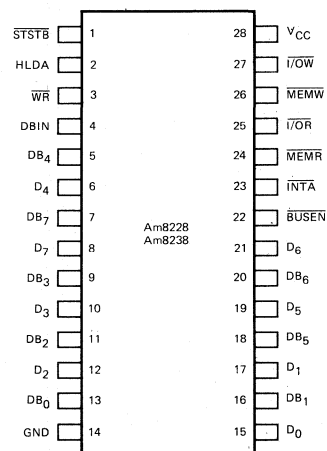 STSTB 1 28 VCC
HLDA 2 27 I/OW
WR 3 26 MEMW
DBIN 4 25 I/OR
DB4 5 24 MEMR
D4 6 23 INTA
DB7 7 22 BUSEN
Am8228
Am8238
D7 8 21 D6
DB3 9 20 DB6
D3 10 19 D5
DB2 11 18 DB5
D2 12 17 D1
DB0 13 16 DB1
GND 14 15 D0